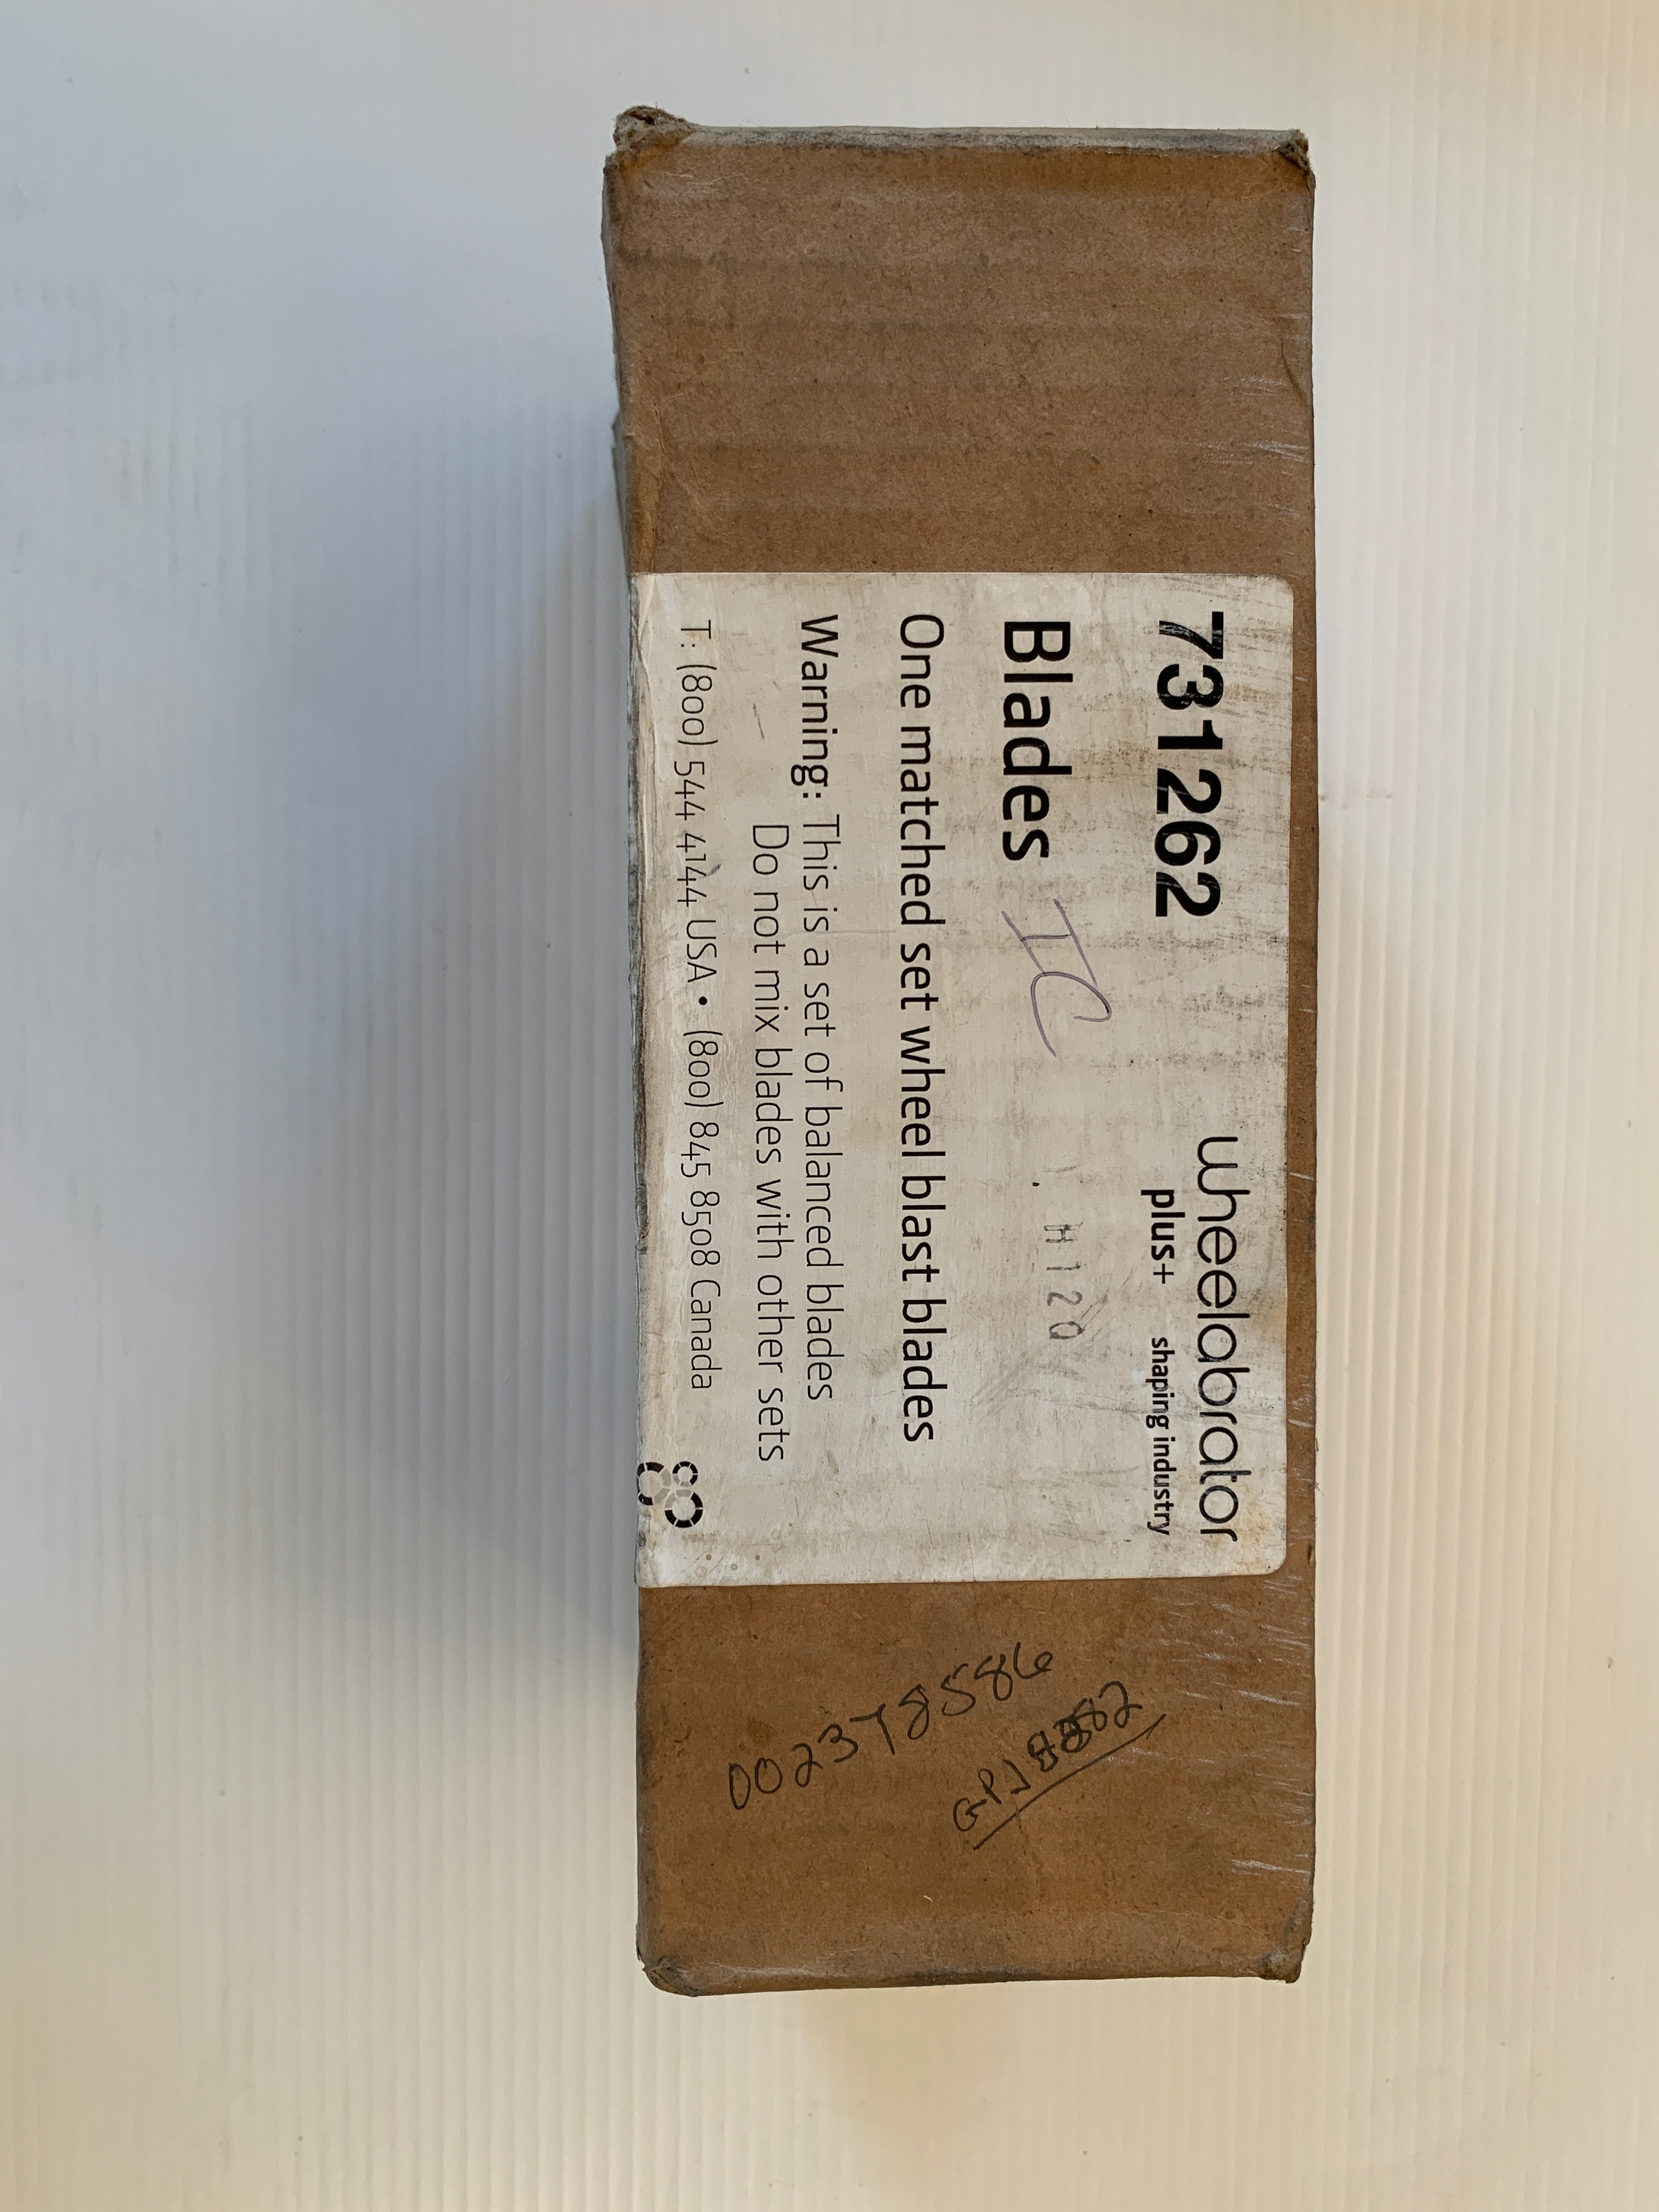 731262
wheelabrator
plus+ shaping industry
Blades IC
H120
One matched set wheel blast blades
Warning: This is a set of balanced blades
Do not mix blades with other sets
T: (800) 544 4144 USA • (800) 845 8508 Canada
002378586